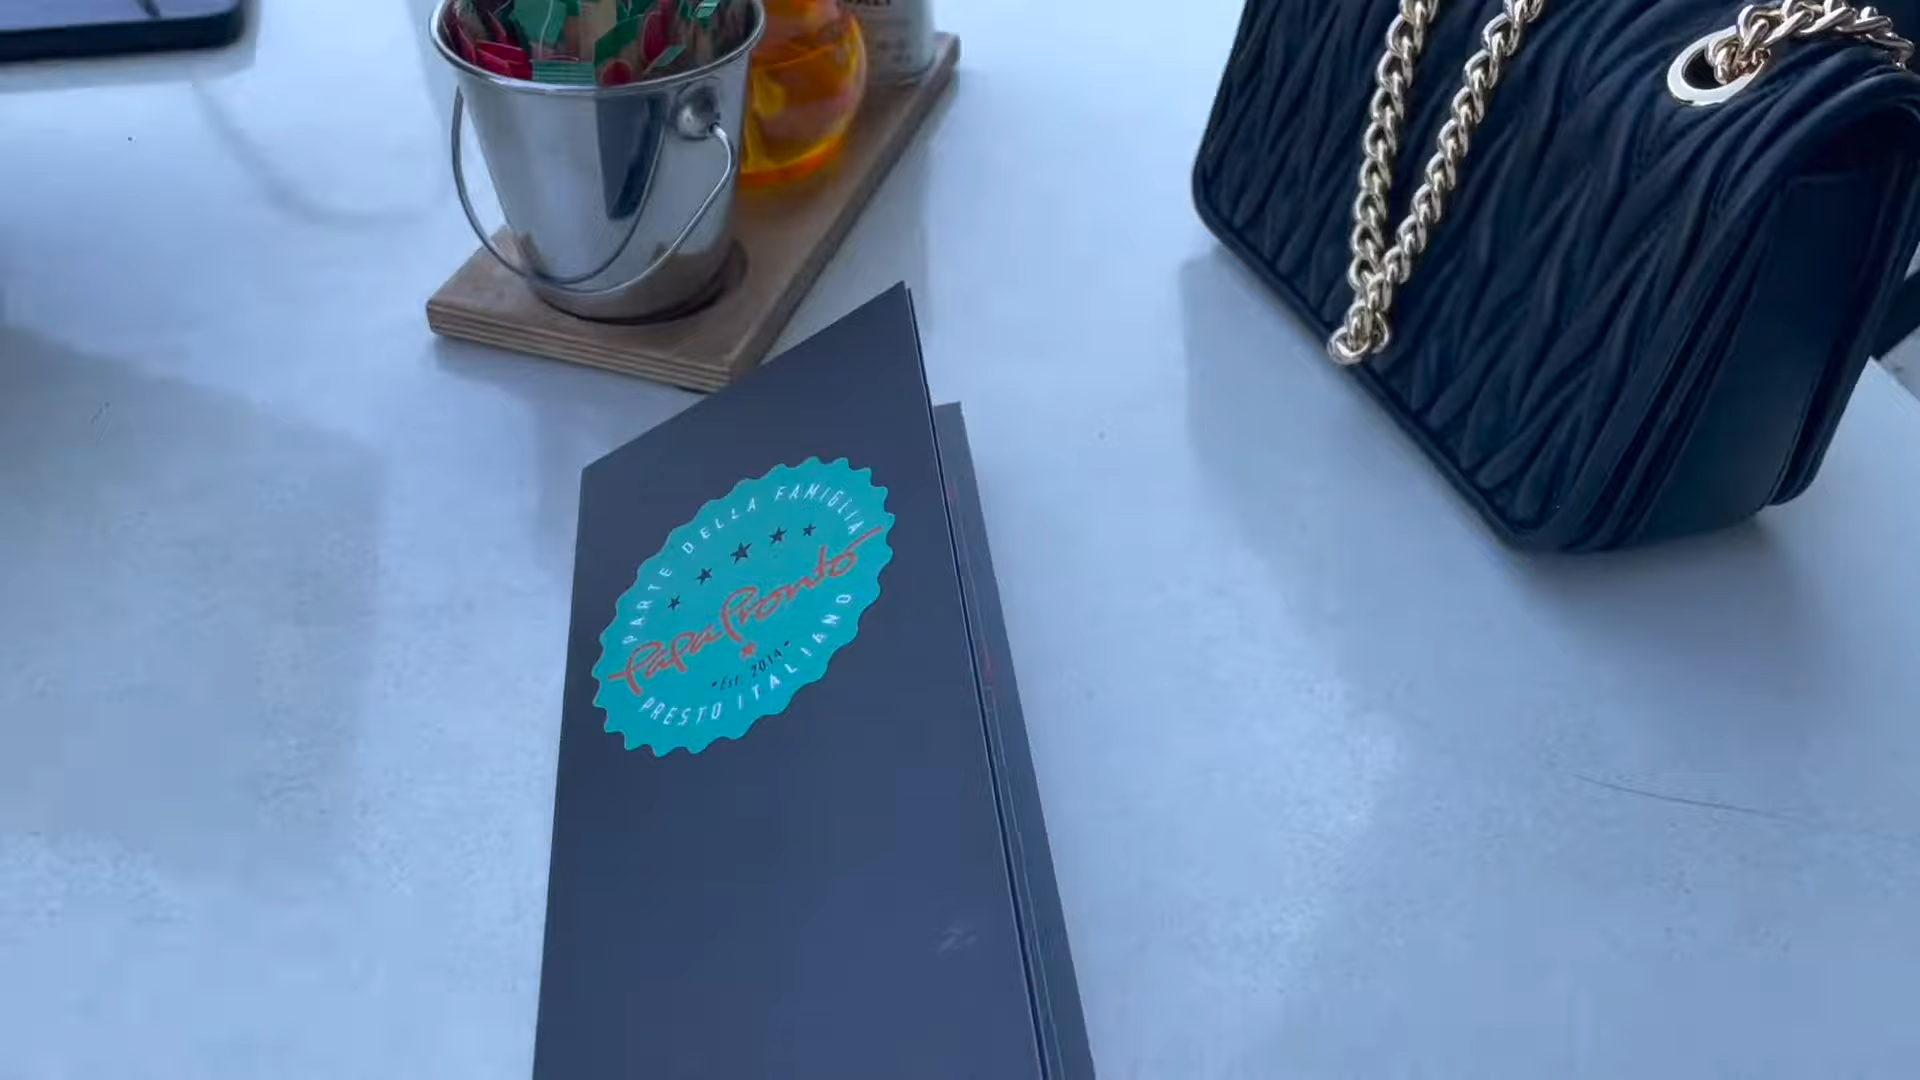 PARTE DELLA FAMIGLIA
Papa Pronto
•Est. 2014•
PRESTO ITALIANO